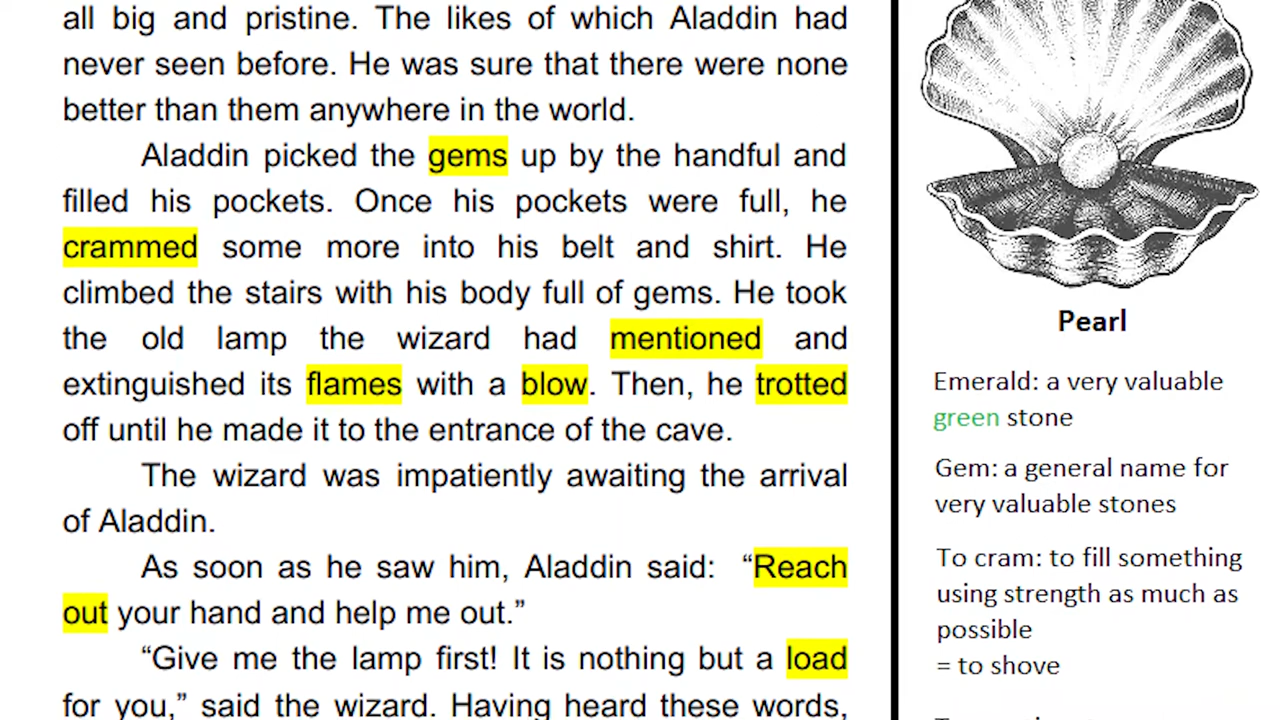 all big and pristine. The likes of which Aladdin had
never seen before. He was sure that there were none
better than them anywhere in the world.
Aladdin picked the gems up by the handful and
filled his pockets. Once his pockets were full, he
crammed some more into his belt and shirt. He
climbed the stairs with his body full of gems. He took
the old lamp the wizard had mentioned and
extinguished its flames with a blow. Then, he trotted
off until he made it to the entrance of the cave.
The wizard was impatiently awaiting the arrival
of Aladdin.
As soon as he saw him, Aladdin said: “Reach
out your hand and help me out.”
“Give me the lamp first! It is nothing but a load
for you,” said the wizard. Having heard these words,
Pearl
Emerald: a very valuable
green stone
Gem: a general name for
very valuable stones
To cram: to fill something
using strength as much as
possible
= to shove